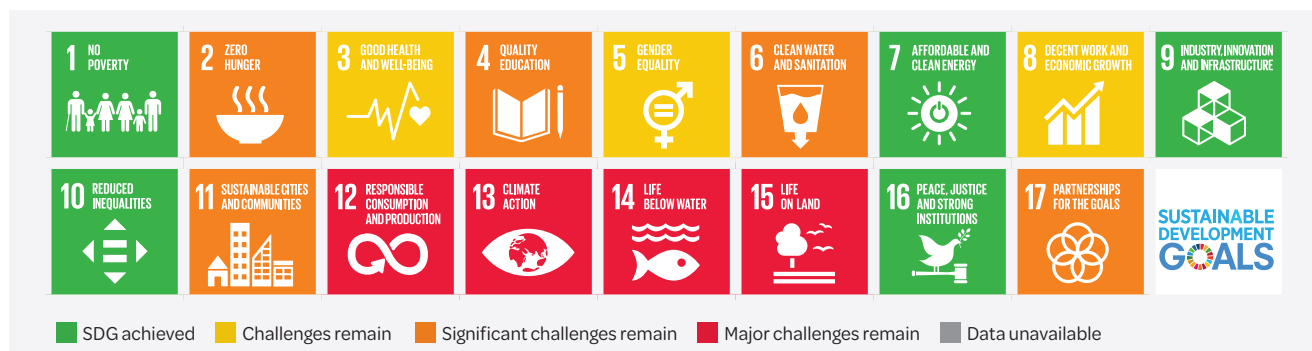 1 NO
POVERTY
2 ZERO
HUNGER
3 GOOD HEALTH
AND WELL-BEING
4 QUALITY
EDUCATION
5 GENDER
EQUALITY
6 CLEAN WATER
AND SANITATION
7 AFFORDABLE AND
CLEAN ENERGY
8 DECENT WORK AND
ECONOMIC GROWTH
9 INDUSTRY, INNOVATION
AND INFRASTRUCTURE
10 REDUCED
INEQUALITIES
11 SUSTAINABLE CITIES
AND COMMUNITIES
12 RESPONSIBLE
CONSUMPTION
AND PRODUCTION
13 CLIMATE
ACTION
14 LIFE
BELOW WATER
15 LIFE
ON LAND
16 PEACE, JUSTICE
AND STRONG
INSTITUTIONS
17 PARTNERSHIPS
FOR THE GOALS
SUSTAINABLE
DEVELOPMENT
GOALS
SDG achieved
Challenges remain
Significant challenges remain
Major challenges remain
Data unavailable